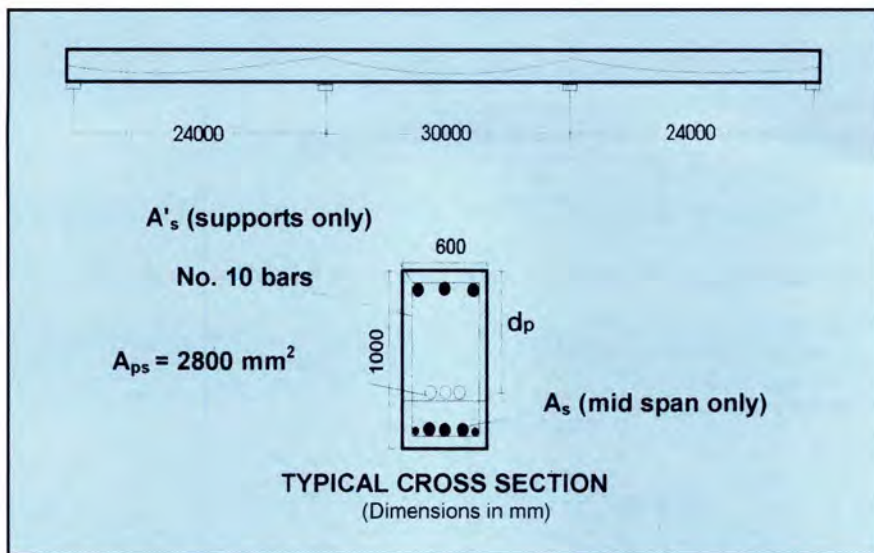 24000 30000 24000
A's (supports only)
600
No. 10 bars
dp
1000
Aps = 2800 mm²
As (mid span only)
TYPICAL CROSS SECTION
(Dimensions in mm)